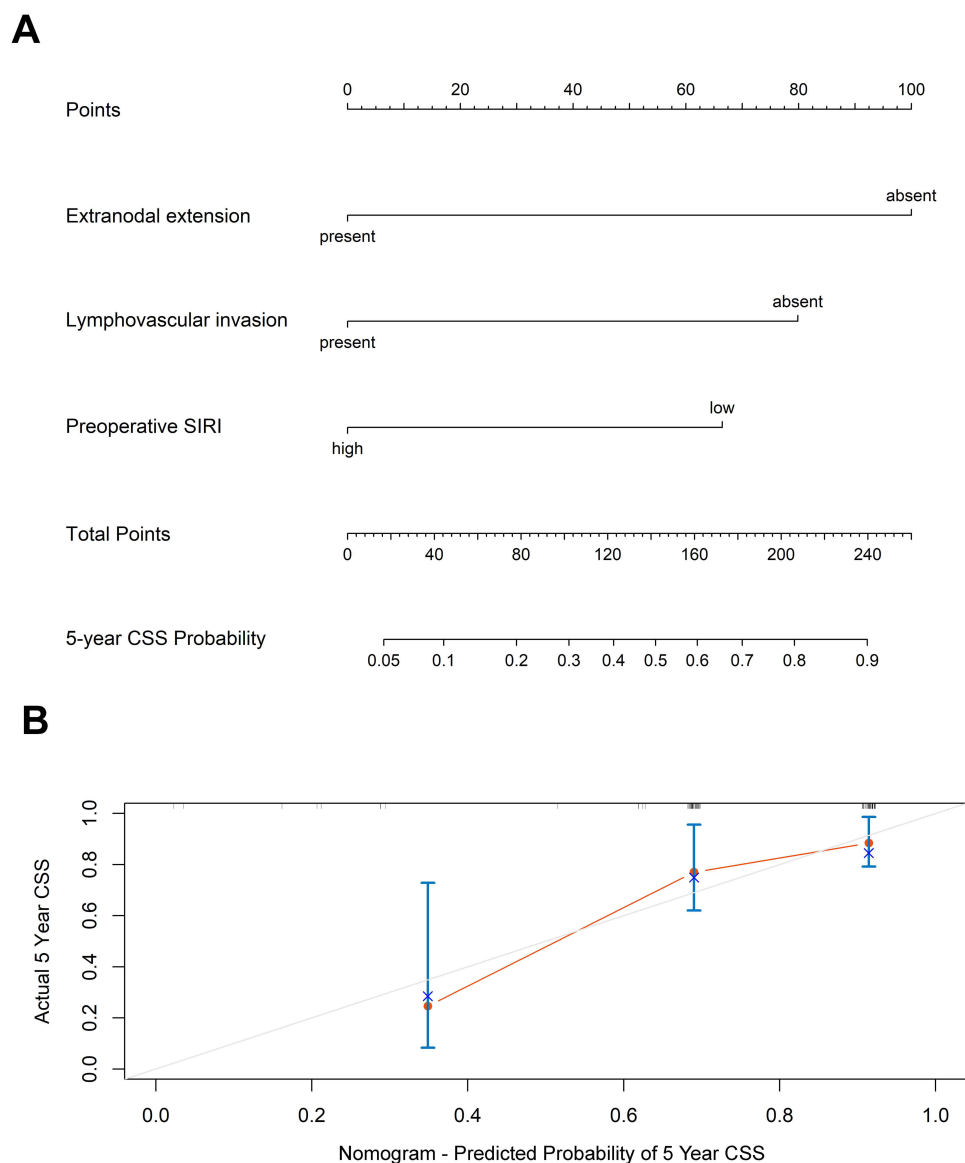 A
Points
0 20 40 60 80 100
Extranodal extension
absent
present
Lymphovascular invasion
absent
present
Preoperative SIRI
low
high
Total Points
0 40 80 120 160 200 240
5-year CSS Probability
0.05 0.1 0.2 0.3 0.4 0.5 0.6 0.7 0.8 0.9
B
Actual 5 Year CSS
1.0
0.8
0.6
0.4
0.2
0.0
0.0 0.2 0.4 0.6 0.8 1.0
Nomogram - Predicted Probability of 5 Year CSS